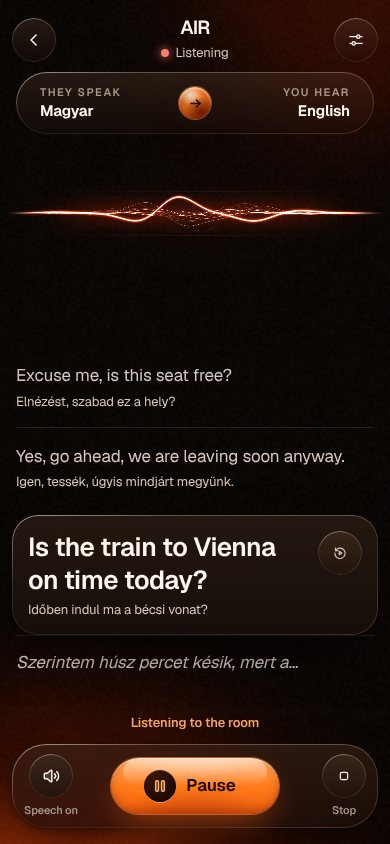 AIR
Listening
THEY SPEAK
Magyar
YOU HEAR
English
Excuse me, is this seat free?
Elnézést, szabad ez a hely?
Yes, go ahead, we are leaving soon anyway.
Igen, tessék, úgyis mindjárt megyünk.
Is the train to Vienna
on time today?
Időben indul ma a bécsi vonat?
Szerintem húsz percet késik, mert a...
Listening to the room
Speech on
Pause
Stop